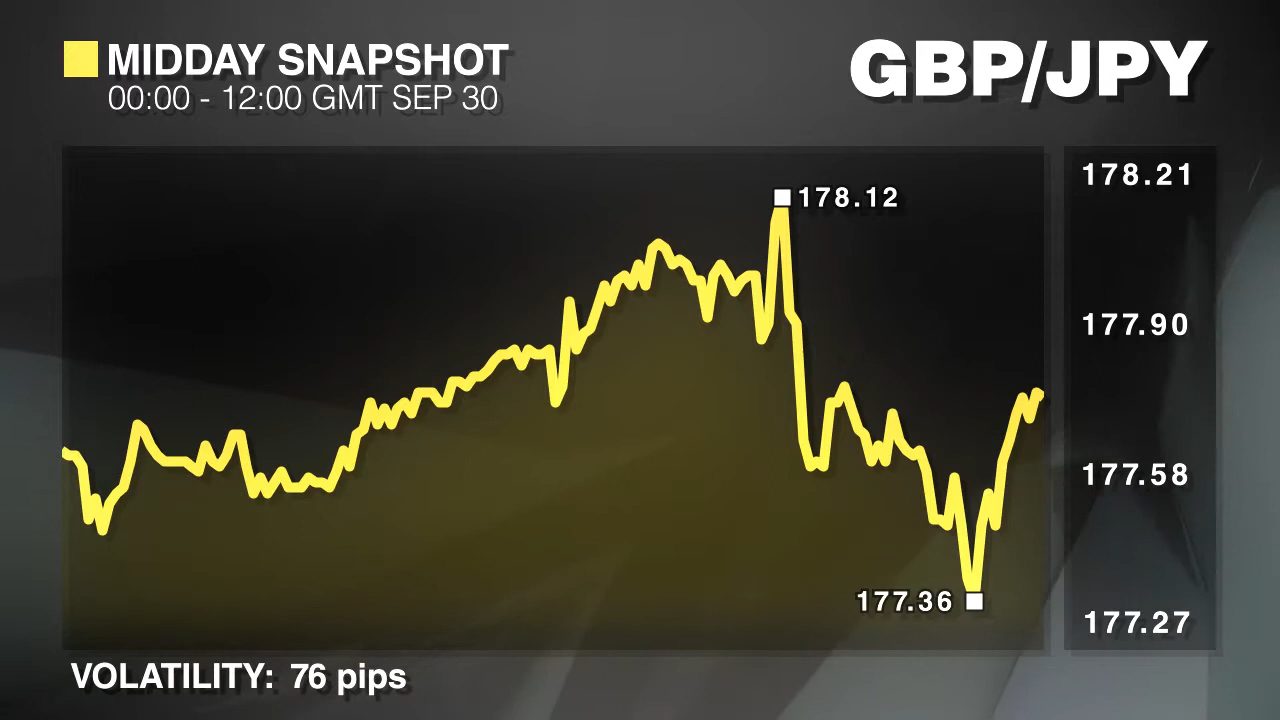 MIDDAY SNAPSHOT
00:00 - 12:00 GMT SEP 30
GBP/JPY
178.21
178.12
177.90
177.58
177.36
177.27
VOLATILITY: 76 pips